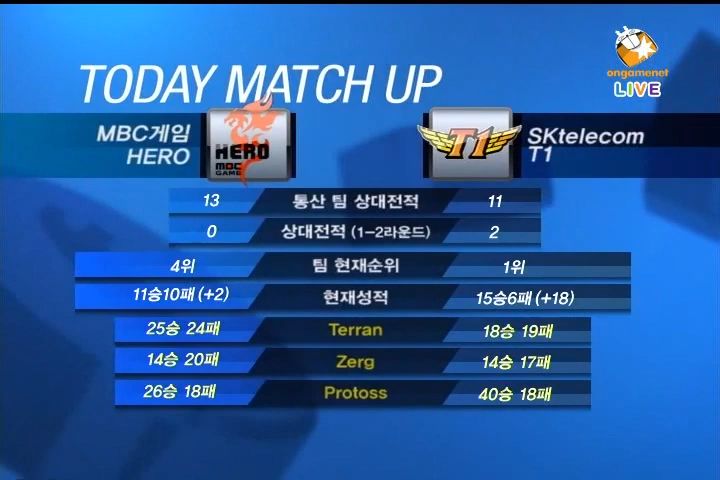 ongamenet
LIVE
TODAY MATCH UP
MBC게임
HERO
HERO
MBC
GAME
T1
SKtelecom
T1
13 통산 팀 상대전적 11
0 상대전적 (1-2라운드) 2
4위 팀 현재순위 1위
11승10패 (+2) 현재성적 15승6패 (+18)
25승 24패 Terran 18승 19패
14승 20패 Zerg 14승 17패
26승 18패 Protoss 40승 18패